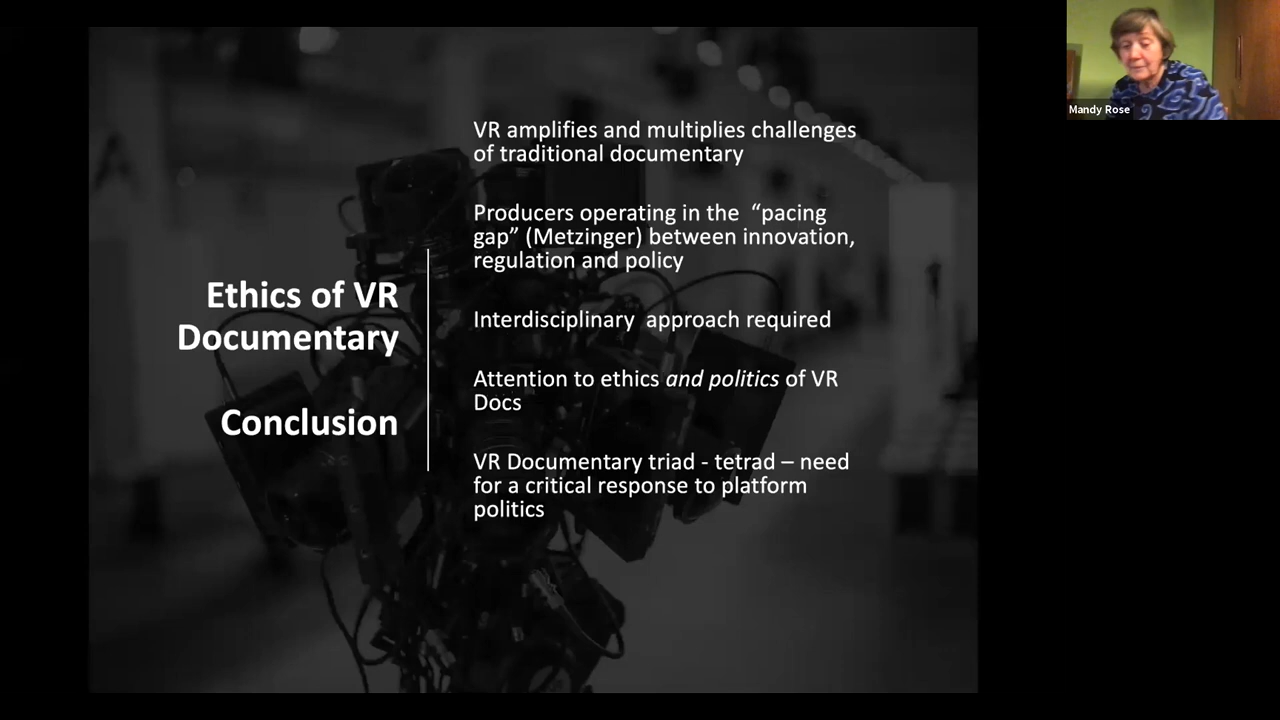 Ethics of VR
Documentary
Conclusion
VR amplifies and multiplies challenges
of traditional documentary
Producers operating in the “pacing
gap” (Metzinger) between innovation,
regulation and policy
Interdisciplinary approach required
Attention to ethics and politics of VR
Docs
VR Documentary triad - tetrad – need
for a critical response to platform
politics
Mandy Rose